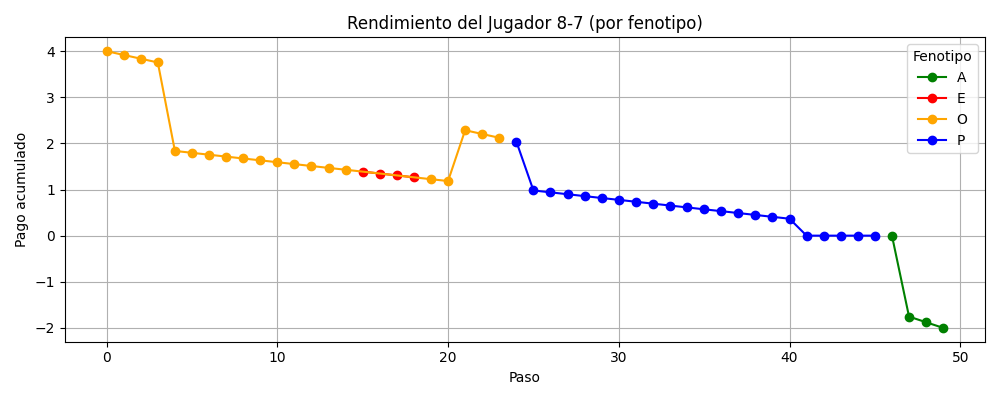 Rendimiento del Jugador 8-7 (por fenotipo)
Pago acumulado
4
3
2
1
0
−1
−2
0
10
20
30
40
50
Paso
Fenotipo
A
E
O
P